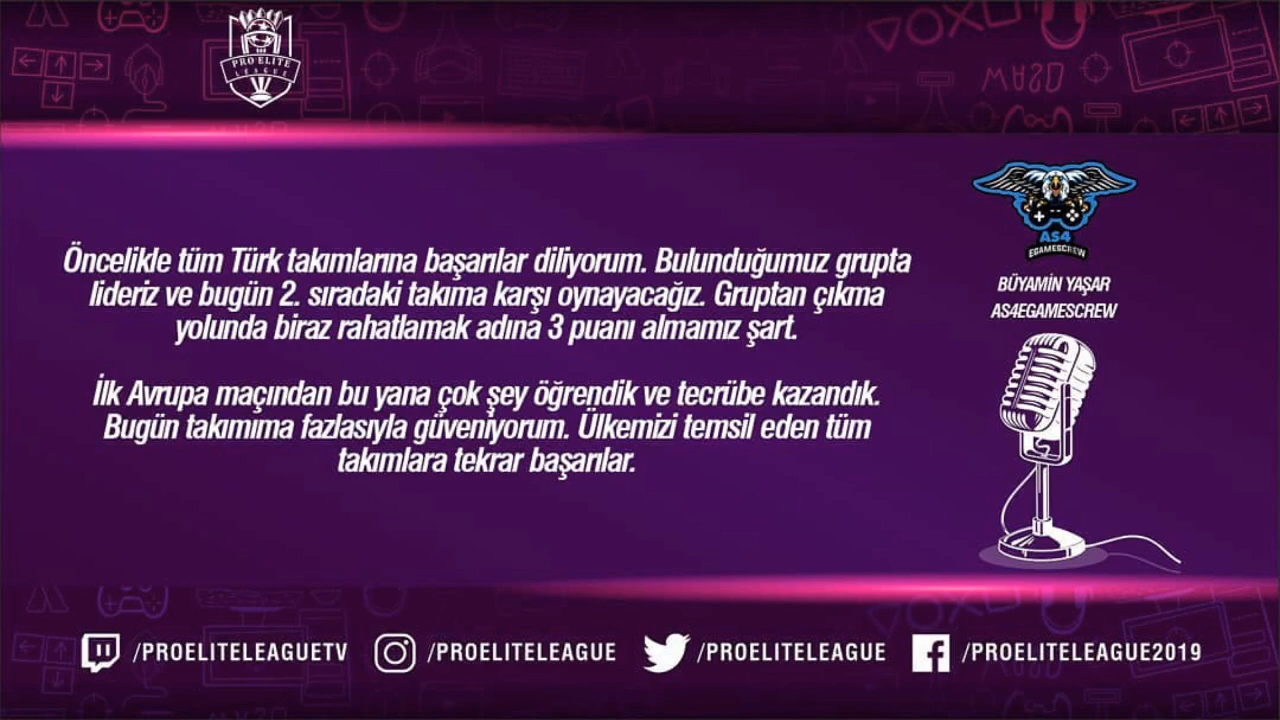 PRO ELITE
LEAGUE
WASD
Öncelikle tüm Türk takımlarına başarılar diliyorum. Bulunduğumuz grupta
lideriz ve bugün 2. sıradaki takıma karşı oynayacağız. Gruptan çıkma
yolunda biraz rahatlamak adına 3 puanı almamız şart.
İlk Avrupa maçından bu yana çok şey öğrendik ve tecrübe kazandık.
Bugün takımıma fazlasıyla güveniyorum. Ülkemizi temsil eden tüm
takımlara tekrar başarılar.
AS4
EGAMESCREW
BÜYAMİN YAŞAR
AS4EGAMESCREW
/PROELITELEAGUETV
/PROELITELEAGUE
/PROELITELEAGUE
/PROELITELEAGUE2019